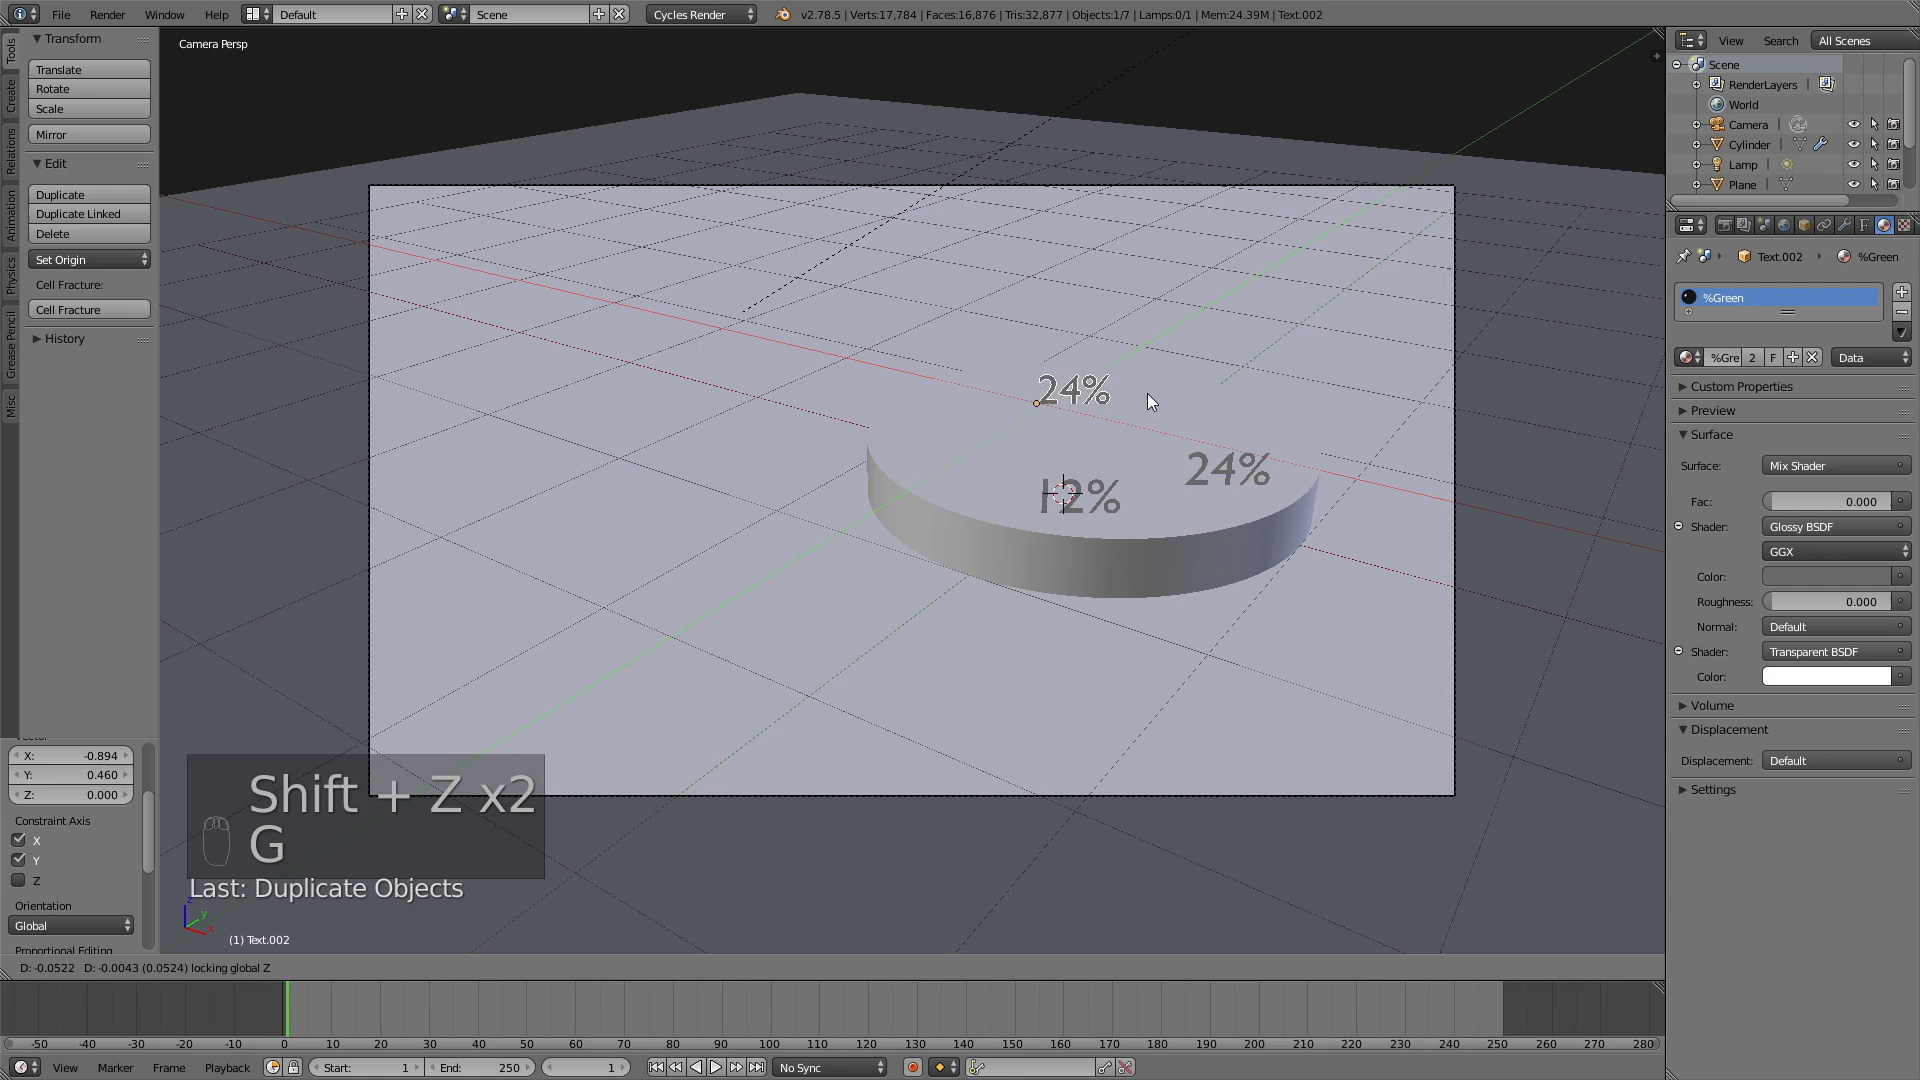 File Render Window Help Default Scene Cycles Render v2.78.5 | Verts:17,784 | Faces:16,876 | Tris:32,877 | Objects:1/7 | Lamps:0/1 | Mem:24.39M | Text.002
Tools
Create
Relations
Animation
Physics
Grease Pencil
Misc
Transform
Translate
Rotate
Scale
Mirror
Edit
Duplicate
Duplicate Linked
Delete
Set Origin
Cell Fracture:
Cell Fracture
History
X: -0.894
Y: 0.460
Z: 0.000
Constraint Axis
X
Y
Z
Orientation
Global
Proportional Editing
Camera Persp
24%
24%
12%
Shift + Z x2
G
Last: Duplicate Objects
z
y
x
(1) Text.002
D: -0.0522 D: -0.0043 (0.0524) locking global Z
-50 -40 -30 -20 -10 0 10 20 30 40 50 60 70 80 90 100 110 120 130 140 150 160 170 180 190 200 210 220 230 240 250 260 270 280
View Marker Frame Playback Start: 1 End: 250 1 No Sync
View Search All Scenes
Scene
RenderLayers |
World
Camera |
Cylinder |
Lamp |
Plane |
F
Text.002 %Green
%Green
%Gre 2 F Data
Custom Properties
Preview
Surface
Surface: Mix Shader
Fac: 0.000
Shader: Glossy BSDF
GGX
Color:
Roughness: 0.000
Normal: Default
Shader: Transparent BSDF
Color:
Volume
Displacement
Displacement: Default
Settings